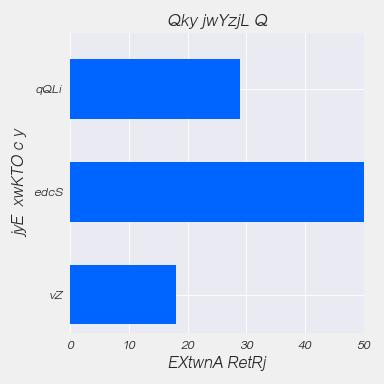 Qky jwYzjL Q
qQLi
edcS
vZ
jyE  xwKTO c y
0 10 20 30 40 50
EXtwnA RetRj